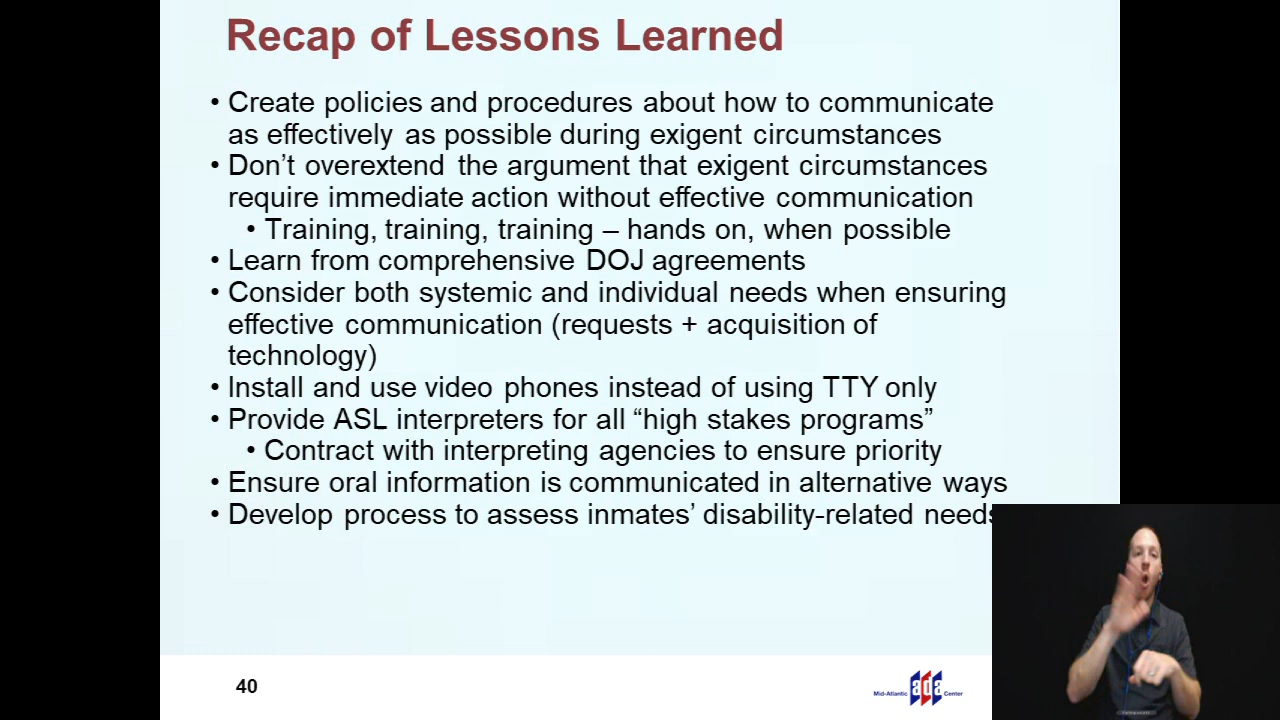 Recap of Lessons Learned
• Create policies and procedures about how to communicate
as effectively as possible during exigent circumstances
• Don’t overextend the argument that exigent circumstances
require immediate action without effective communication
• Training, training, training – hands on, when possible
• Learn from comprehensive DOJ agreements
• Consider both systemic and individual needs when ensuring
effective communication (requests + acquisition of
technology)
• Install and use video phones instead of using TTY only
• Provide ASL interpreters for all “high stakes programs”
• Contract with interpreting agencies to ensure priority
• Ensure oral information is communicated in alternative ways
• Develop process to assess inmates’ disability-related needs
40
Mid-Atlantic ada Center